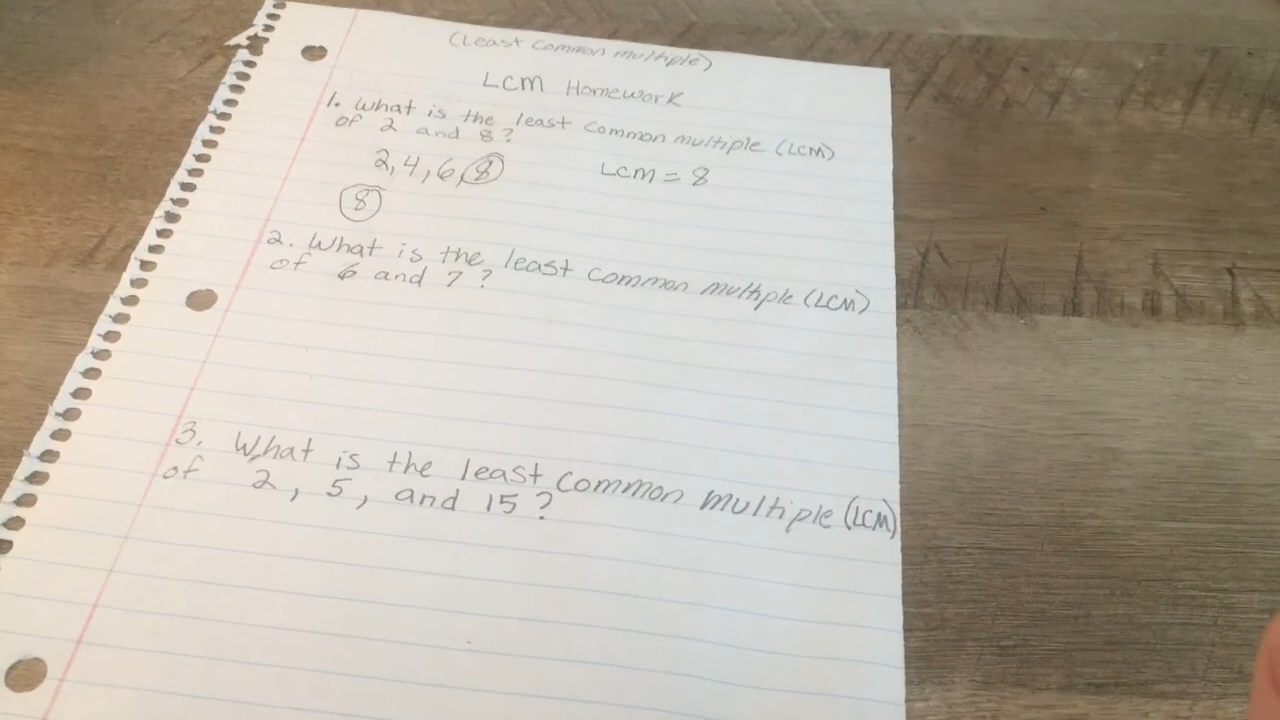 (Least common multiple)
LCM Homework
1. What is the least common multiple (LCM)
of 2 and 8?
2, 4, 6, 8 LCM = 8
8
2. What is the least common multiple (LCM)
of 6 and 7?
3. What is the least common multiple (LCM)
of 2, 5, and 15?